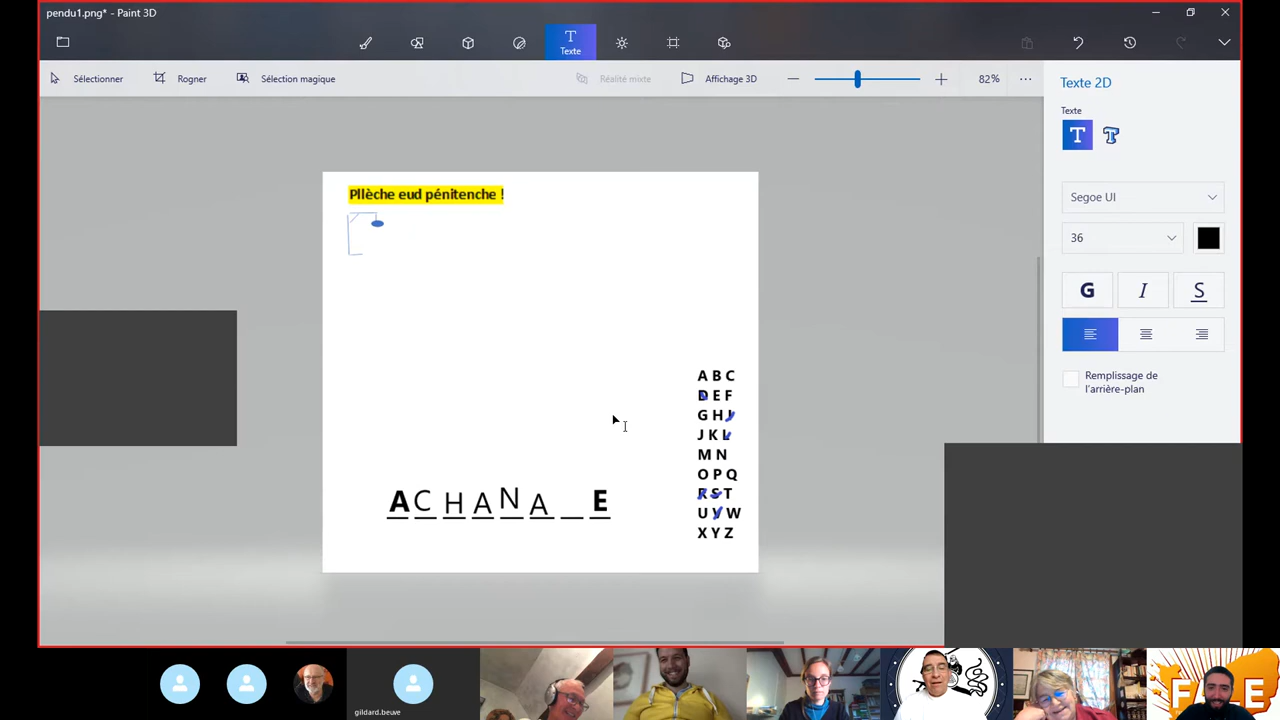 pendu1.png* - Paint 3D
Texte
Sélectionner Rogner Sélection magique Réalité mixte Affichage 3D 82%
Texte 2D
Texte
Segoe UI
36
G I S
Remplissage de
l'arrière-plan
Pllèche eud pénitenche !
A B C
D E F
G H I
J K L
M N
O P Q
R S T
U V W
X Y Z
A C H A N A _ E
gildard.beuve